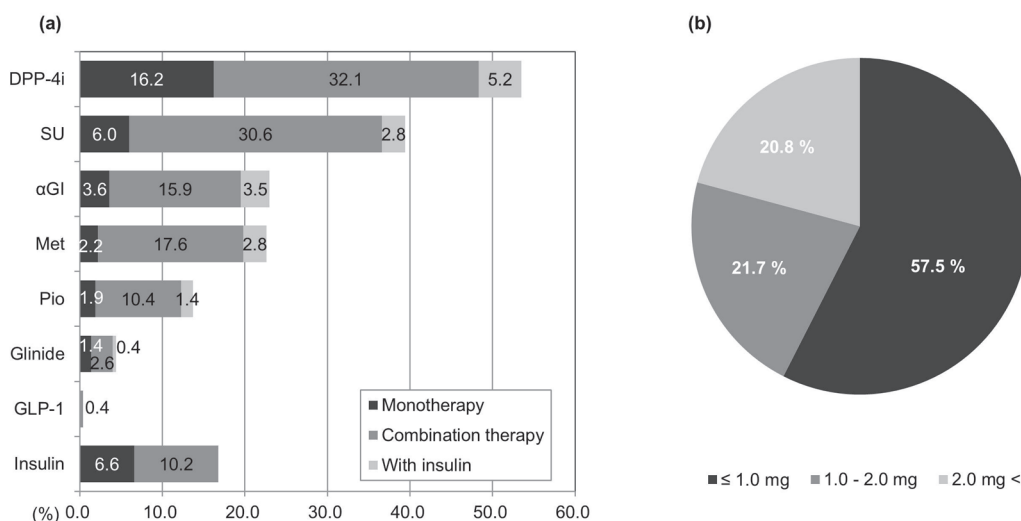 (a)
DPP-4i 16.2 32.1 5.2
SU 6.0 30.6 2.8
αGI 3.6 15.9 3.5
Met 2.2 17.6 2.8
Pio 1.9 10.4 1.4
Glinide 1.4 2.6 0.4
GLP-1 0.4
Insulin 6.6 10.2
Monotherapy
Combination therapy
With insulin
(%) 0.0 10.0 20.0 30.0 40.0 50.0 60.0
(b)
20.8 %
21.7 %
57.5 %
≤ 1.0 mg 1.0 - 2.0 mg 2.0 mg <